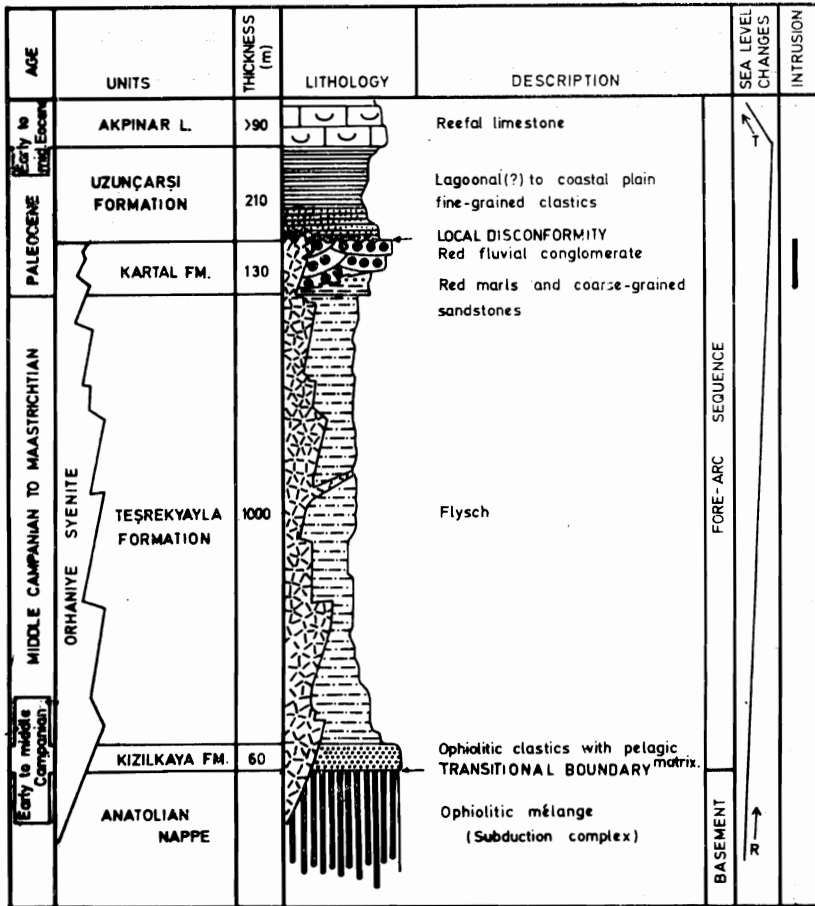 AGE
UNITS
THICKNESS
(m)
LITHOLOGY
DESCRIPTION
SEA LEVEL
CHANGES
INTRUSION
Early to
mid. Eocene
AKPINAR L.
>90
Reefal limestone
T
PALEOCENE
UZUNÇARŞI
FORMATION
210
Lagoonal(?) to coastal plain
fine-grained clastics
LOCAL DISCONFORMITY
KARTAL FM.
130
Red fluvial conglomerate
Red marls and coarse-grained
sandstones
MIDDLE CAMPANIAN TO MAASTRICHTIAN
ORHANIYE SYENITE
TEŞREKYAYLA
FORMATION
1000
Flysch
FORE-ARC SEQUENCE
Early to middle
Campanian
KIZILKAYA FM.
60
Ophiolitic clastics with pelagic
matrix.
TRANSITIONAL BOUNDARY
ANATOLIAN
NAPPE
Ophiolitic mélange
(Subduction complex)
BASEMENT
R